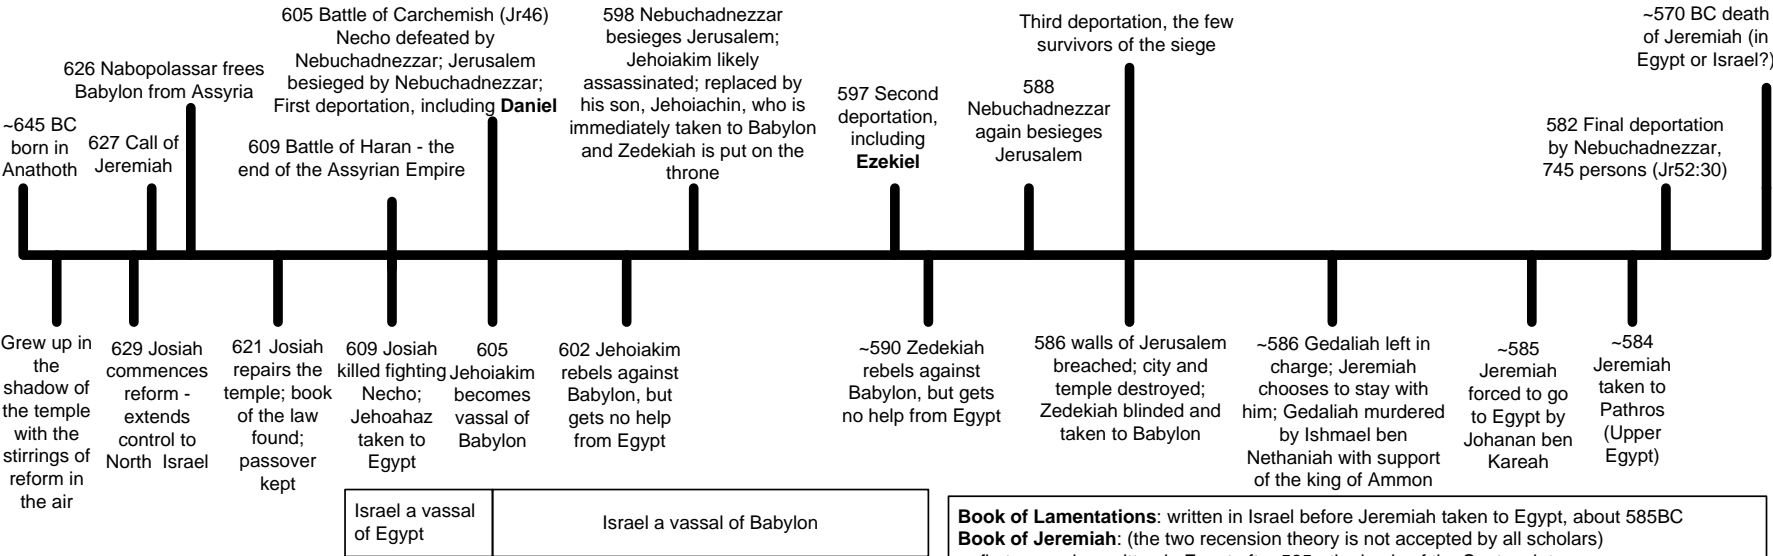 ~645 BC
born in
Anathoth
627 Call of
Jeremiah
626 Nabopolassar frees
Babylon from Assyria
609 Battle of Haran - the
end of the Assyrian Empire
605 Battle of Carchemish (Jr46)
Necho defeated by
Nebuchadnezzar; Jerusalem
besieged by Nebuchadnezzar;
First deportation, including Daniel
598 Nebuchadnezzar
besieges Jerusalem;
Jehoiakim likely
assassinated; replaced by
his son, Jehoiachin, who is
immediately taken to Babylon
and Zedekiah is put on the
throne
597 Second
deportation,
including
Ezekiel
588
Nebuchadnezzar
again besieges
Jerusalem
Third deportation, the few
survivors of the siege
582 Final deportation
by Nebuchadnezzar,
745 persons (Jr52:30)
~570 BC death
of Jeremiah (in
Egypt or Israel?)
Grew up in
the
shadow of
the temple
with the
stirrings of
reform in
the air
629 Josiah
commences
reform -
extends
control to
North Israel
621 Josiah
repairs the
temple; book
of the law
found;
passover
kept
609 Josiah
killed fighting
Necho;
Jehoahaz
taken to
Egypt
605
Jehoiakim
becomes
vassal of
Babylon
602 Jehoiakim
rebels against
Babylon, but
gets no help
from Egypt
~590 Zedekiah
rebels against
Babylon, but gets
no help from Egypt
586 walls of Jerusalem
breached; city and
temple destroyed;
Zedekiah blinded and
taken to Babylon
~586 Gedaliah left in
charge; Jeremiah
chooses to stay with
him; Gedaliah murdered
by Ishmael ben
Nethaniah with support
of the king of Ammon
~585
Jeremiah
forced to go
to Egypt by
Johanan ben
Kareah
~584
Jeremiah
taken to
Pathros
(Upper
Egypt)
Israel a vassal
of Egypt
Israel a vassal of Babylon
Book of Lamentations: written in Israel before Jeremiah taken to Egypt, about 585BC
Book of Jeremiah: (the two recension theory is not accepted by all scholars)